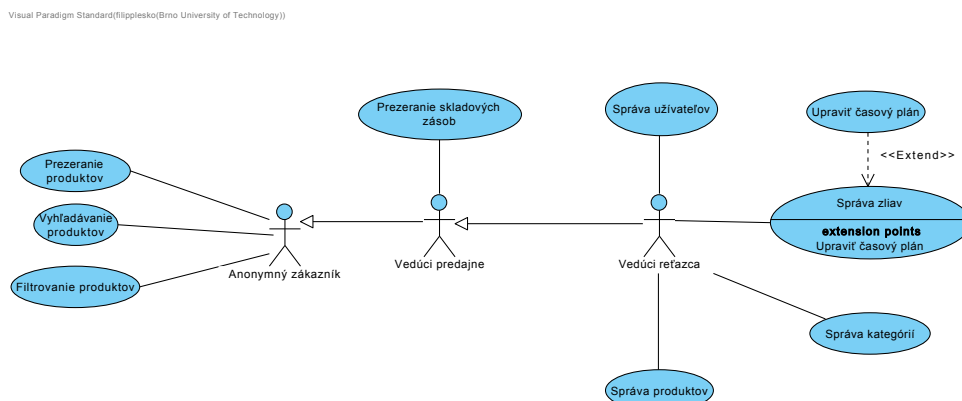 Visual Paradigm Standard(filipplesko(Brno University of Technology))
Prezeranie skladových
zásob
Správa užívateľov
Upraviť časový plán
<<Extend>>
Prezeranie
produktov
Vyhľadávanie
produktov
Filtrovanie produktov
Anonymný zákazník
Vedúci predajne
Vedúci reťazca
Správa zliav
extension points
Upraviť časový plán
Správa kategórií
Správa produktov